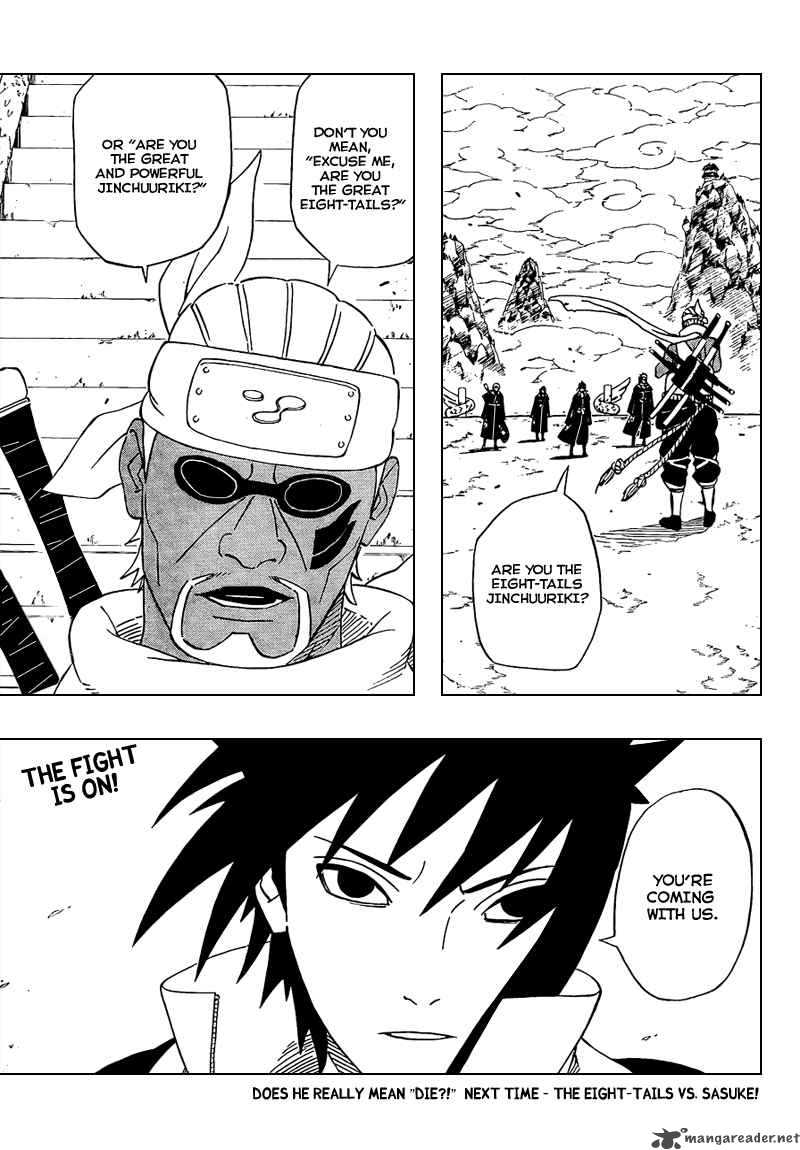 ARE YOU THE
EIGHT-TAILS
JINCHUURIKI?
DON'T YOU
MEAN,
"EXCUSE ME,
ARE YOU
THE GREAT
EIGHT-TAILS?"
OR "ARE YOU
THE GREAT
AND POWERFUL
JINCHUURIKI?"
YOU'RE
COMING
WITH US.
THE FIGHT
IS ON!
DOES HE REALLY MEAN "DIE?!" NEXT TIME - THE EIGHT-TAILS VS. SASUKE!
mangareader.net